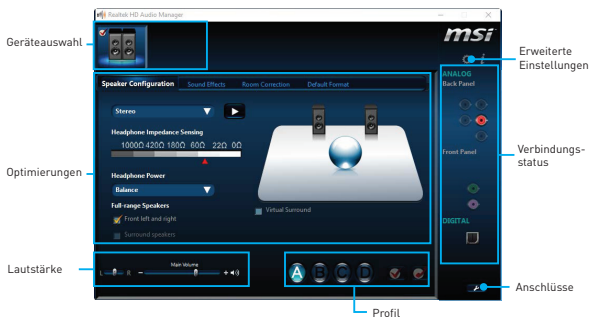 Realtek HD Audio Manager
msi
Geräteauswahl
i
Erweiterte
Einstellungen
ANALOG
Back Panel
Speaker Configuration
Sound Effects
Room Correction
Default Format
Stereo
Headphone Impedance Sensing
1000Ω 420Ω 180Ω 60Ω 22Ω 0Ω
Optimierungen
Headphone Power
Balance
Full-range Speakers
Front left and right
Surround speakers
Virtual Surround
Front Panel
Verbindungs-
status
DIGITAL
Lautstärke
Main Volume
L R - +
A B C D
Anschlüsse
Profil